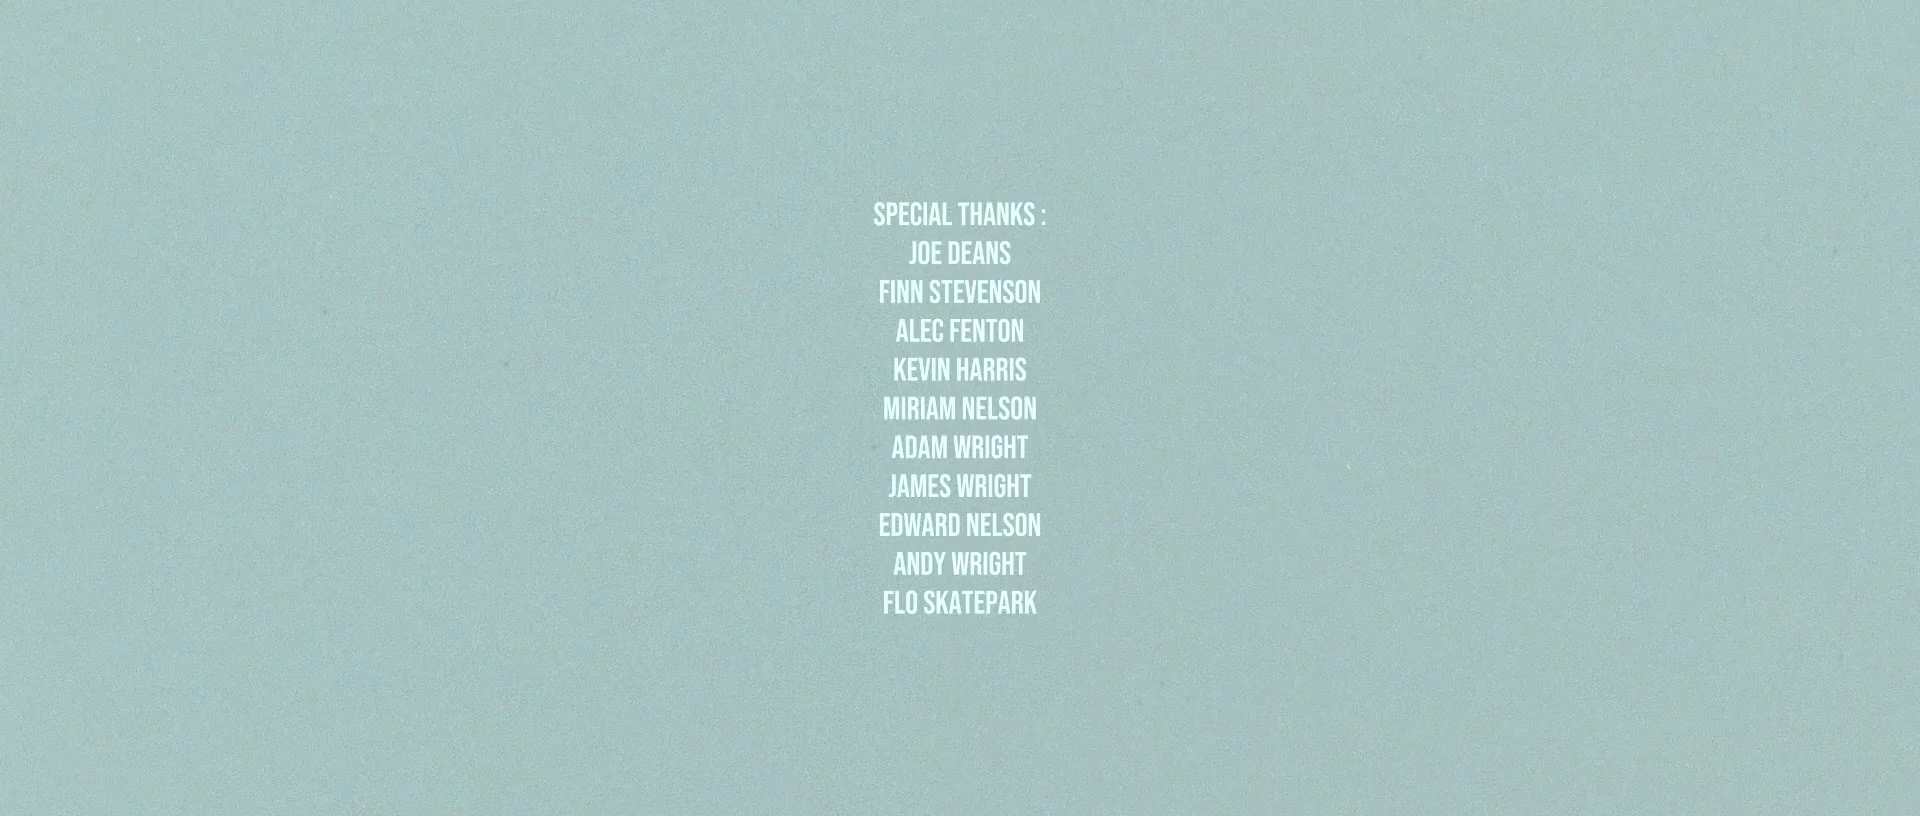 SPECIAL THANKS :
JOE DEANS
FINN STEVENSON
ALEC FENTON
KEVIN HARRIS
MIRIAM NELSON
ADAM WRIGHT
JAMES WRIGHT
EDWARD NELSON
ANDY WRIGHT
FLO SKATEPARK